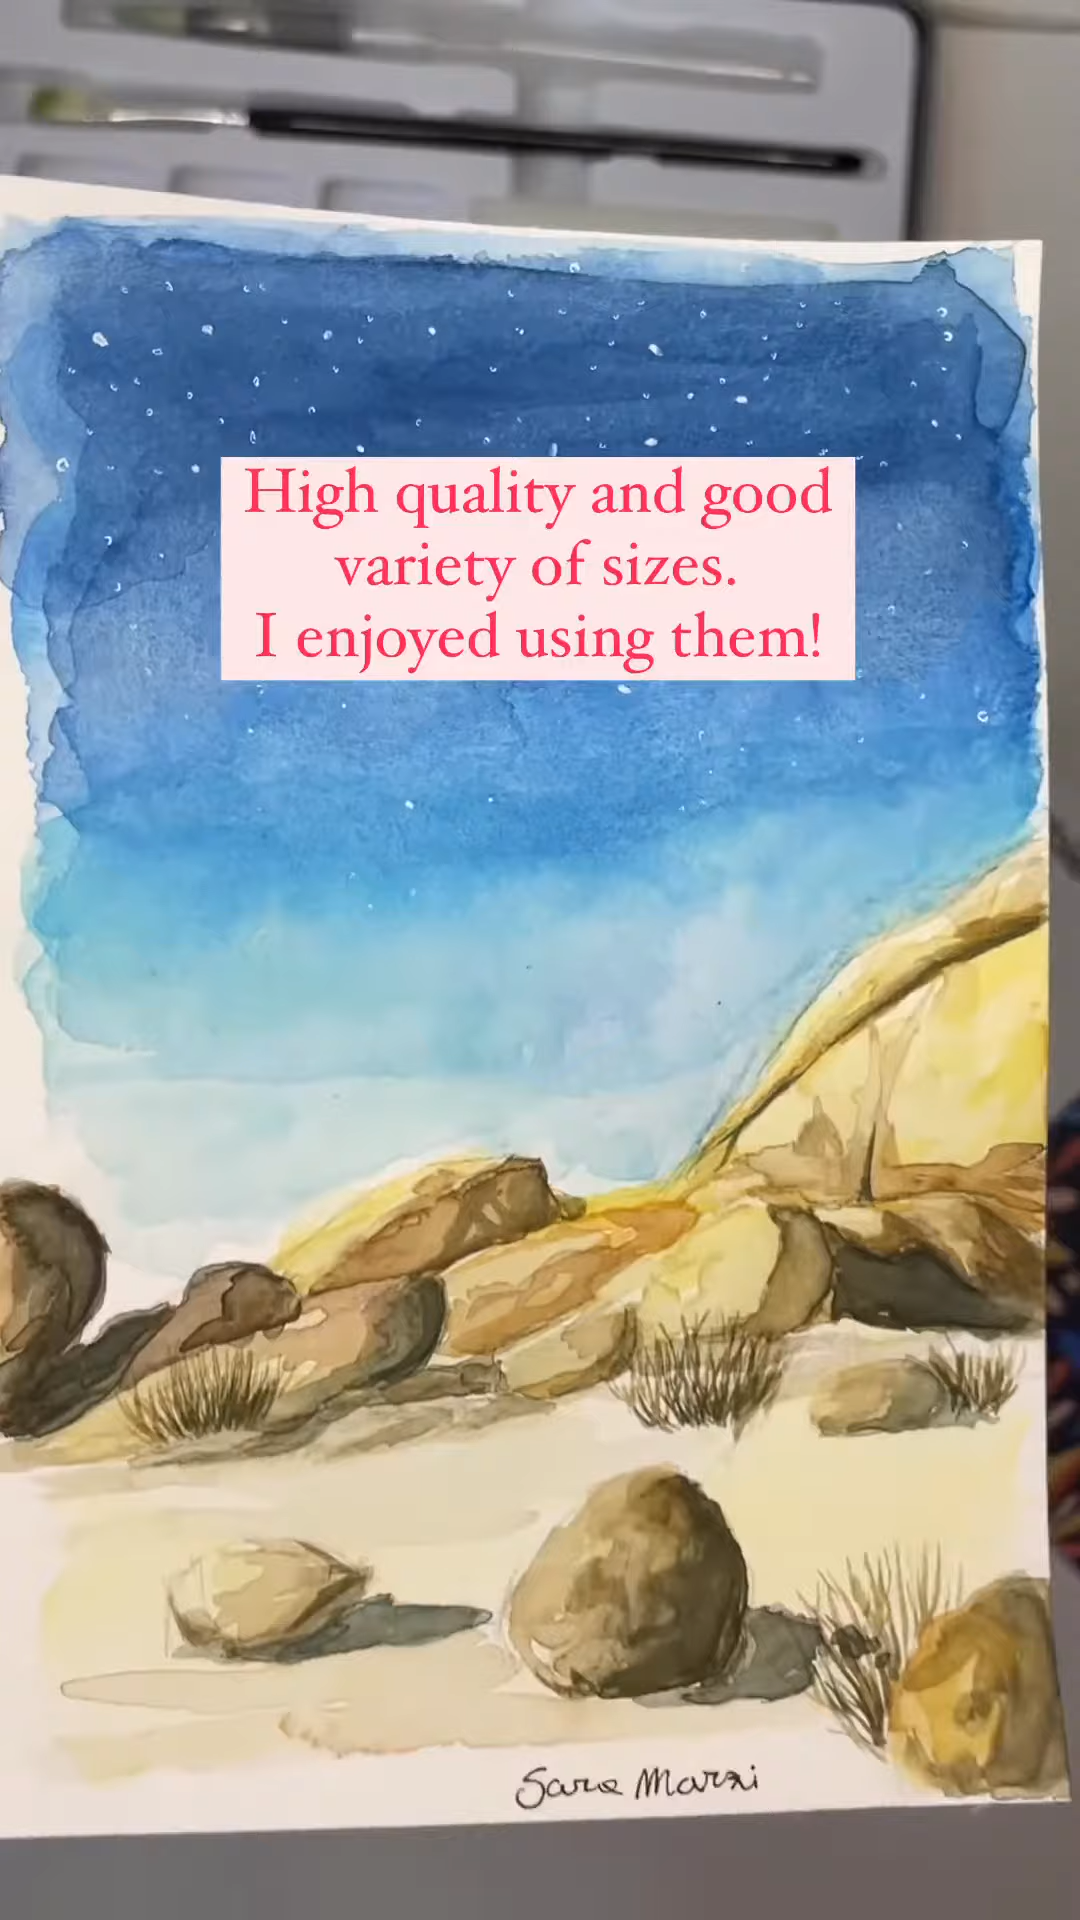 High quality and good
variety of sizes.
I enjoyed using them!
Sara Marzi